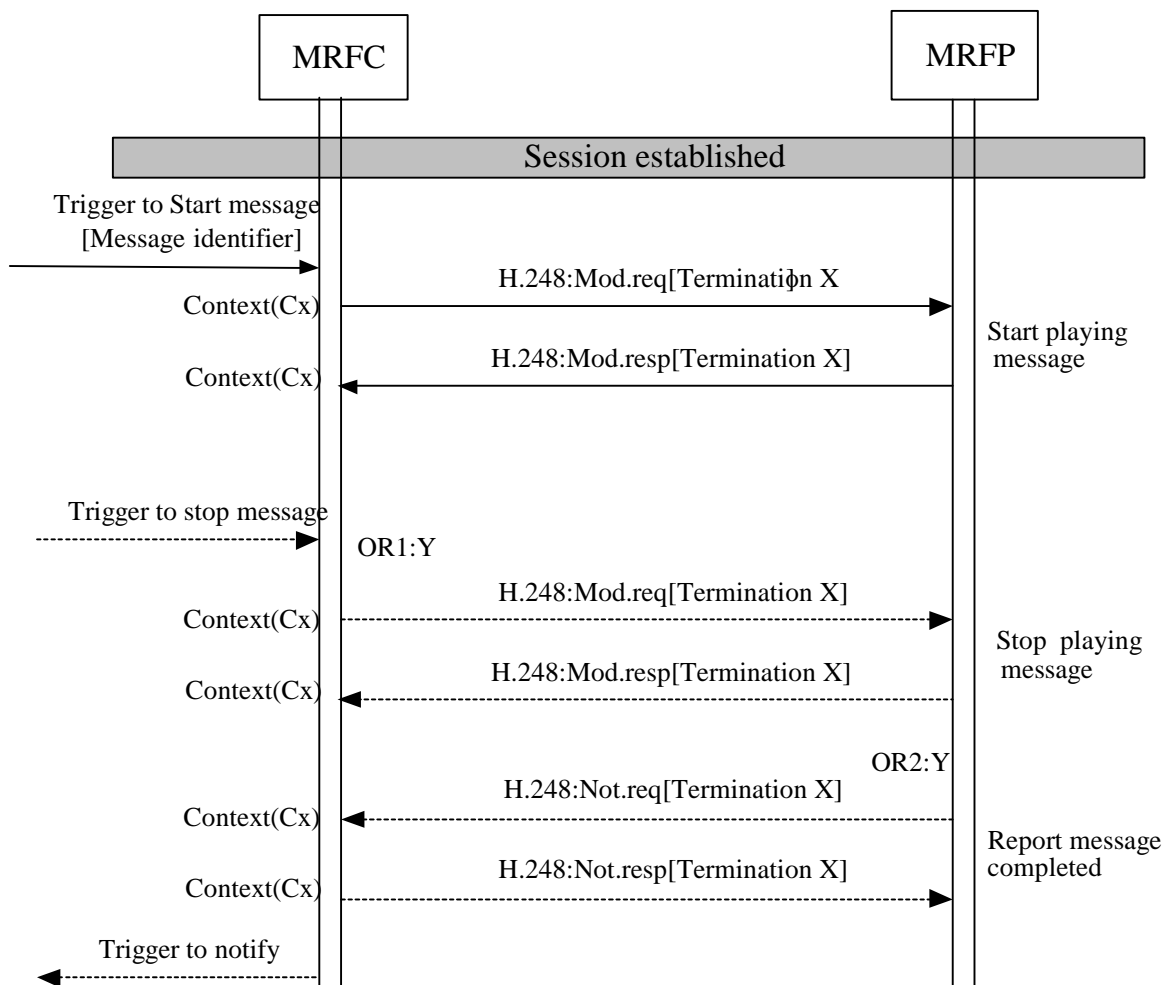 MRFC
MRFP
Session established
Trigger to Start message
[Message identifier]
H.248:Mod.req[Termination X
Context(Cx)
Start playing
message
H.248:Mod.resp[Termination X]
Context(Cx)
Trigger to stop message
OR1:Y
H.248:Mod.req[Termination X]
Context(Cx)
Stop playing
message
H.248:Mod.resp[Termination X]
Context(Cx)
OR2:Y
H.248:Not.req[Termination X]
Context(Cx)
Report message
completed
H.248:Not.resp[Termination X]
Context(Cx)
Trigger to notify